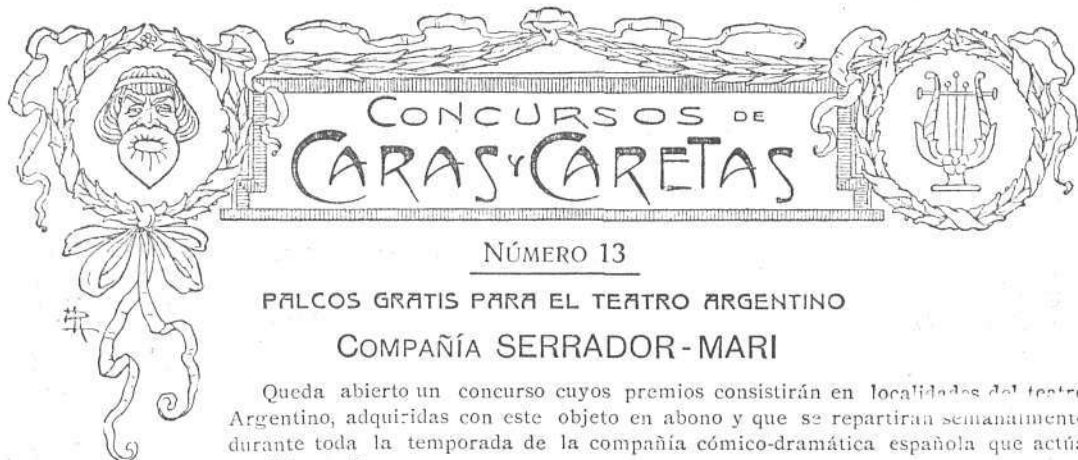 CONCURSOS DE
CARAS Y CARETAS
NÚMERO 13
PALCOS GRATIS PARA EL TEATRO ARGENTINO
COMPAÑÍA SERRADOR - MARI
Queda abierto un concurso cuyos premios consistirán en localidades del teatro
Argentino, adquiridas con este objeto en abono y que se repartirán semanalmente
durante toda la temporada de la compañía cómico-dramática española que actúa